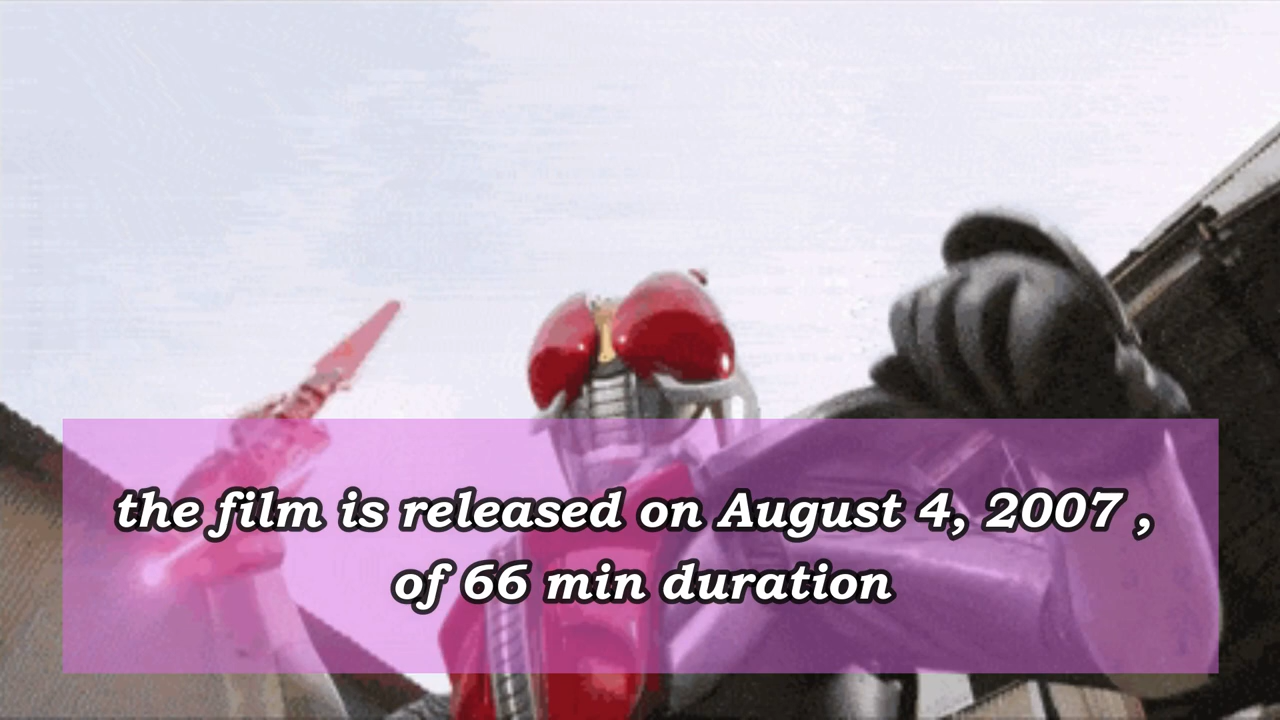 the film is released on August 4, 2007 ,
of 66 min duration